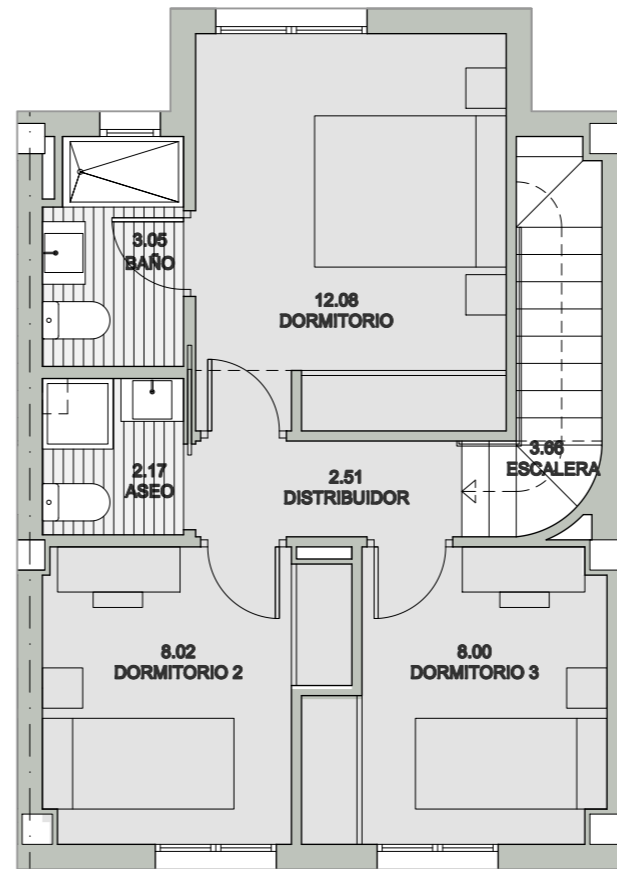 3.05
BAÑO
12.08
DORMITORIO
2.17
ASEO
2.51
DISTRIBUIDOR
3.66
ESCALERA
8.02
DORMITORIO 2
8.00
DORMITORIO 3